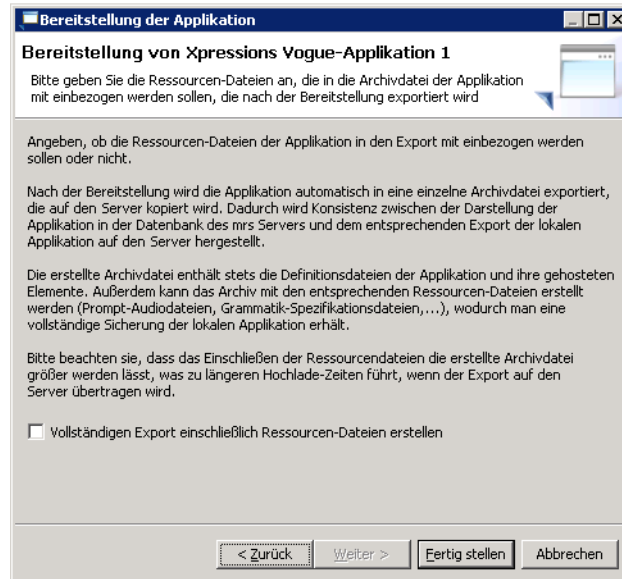 Bereitstellung der Applikation
Bereitstellung von Xpressions Vogue-Applikation 1
Bitte geben Sie die Ressourcen-Dateien an, die in die Archivdatei der Applikation
mit einbezogen werden sollen, die nach der Bereitstellung exportiert wird
Angeben, ob die Ressourcen-Dateien der Applikation in den Export mit einbezogen werden
sollen oder nicht.
Nach der Bereitstellung wird die Applikation automatisch in eine einzelne Archivdatei exportiert,
die auf den Server kopiert wird. Dadurch wird Konsistenz zwischen der Darstellung der
Applikation in der Datenbank des mrs Servers und dem entsprechenden Export der lokalen
Applikation auf den Server hergestellt.
Die erstellte Archivdatei enthält stets die Definitionsdateien der Applikation und ihre gehosteten
Elemente. Außerdem kann das Archiv mit den entsprechenden Ressourcen-Dateien erstellt
werden (Prompt-Audiodateien, Grammatik-Spezifikationsdateien,...), wodurch man eine
vollständige Sicherung der lokalen Applikation erhält.
Bitte beachten sie, dass das Einschließen der Ressourcendateien die erstellte Archivdatei
größer werden lässt, was zu längeren Hochlade-Zeiten führt, wenn der Export auf den
Server übertragen wird.
Vollständigen Export einschließlich Ressourcen-Dateien erstellen
< Zurück Weiter > Fertig stellen Abbrechen